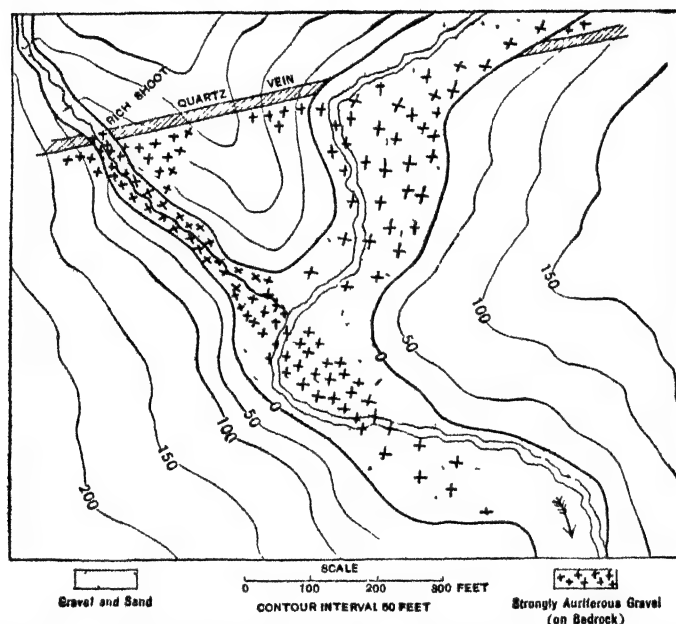 RICH SHOOT
QUARTZ VEIN
150
100
50
0
0
50
100
150
200
SCALE
0 100 200 300 FEET
CONTOUR INTERVAL 50 FEET
Gravel and Sand
Strongly Auriferous Gravel
(on Bedrock)